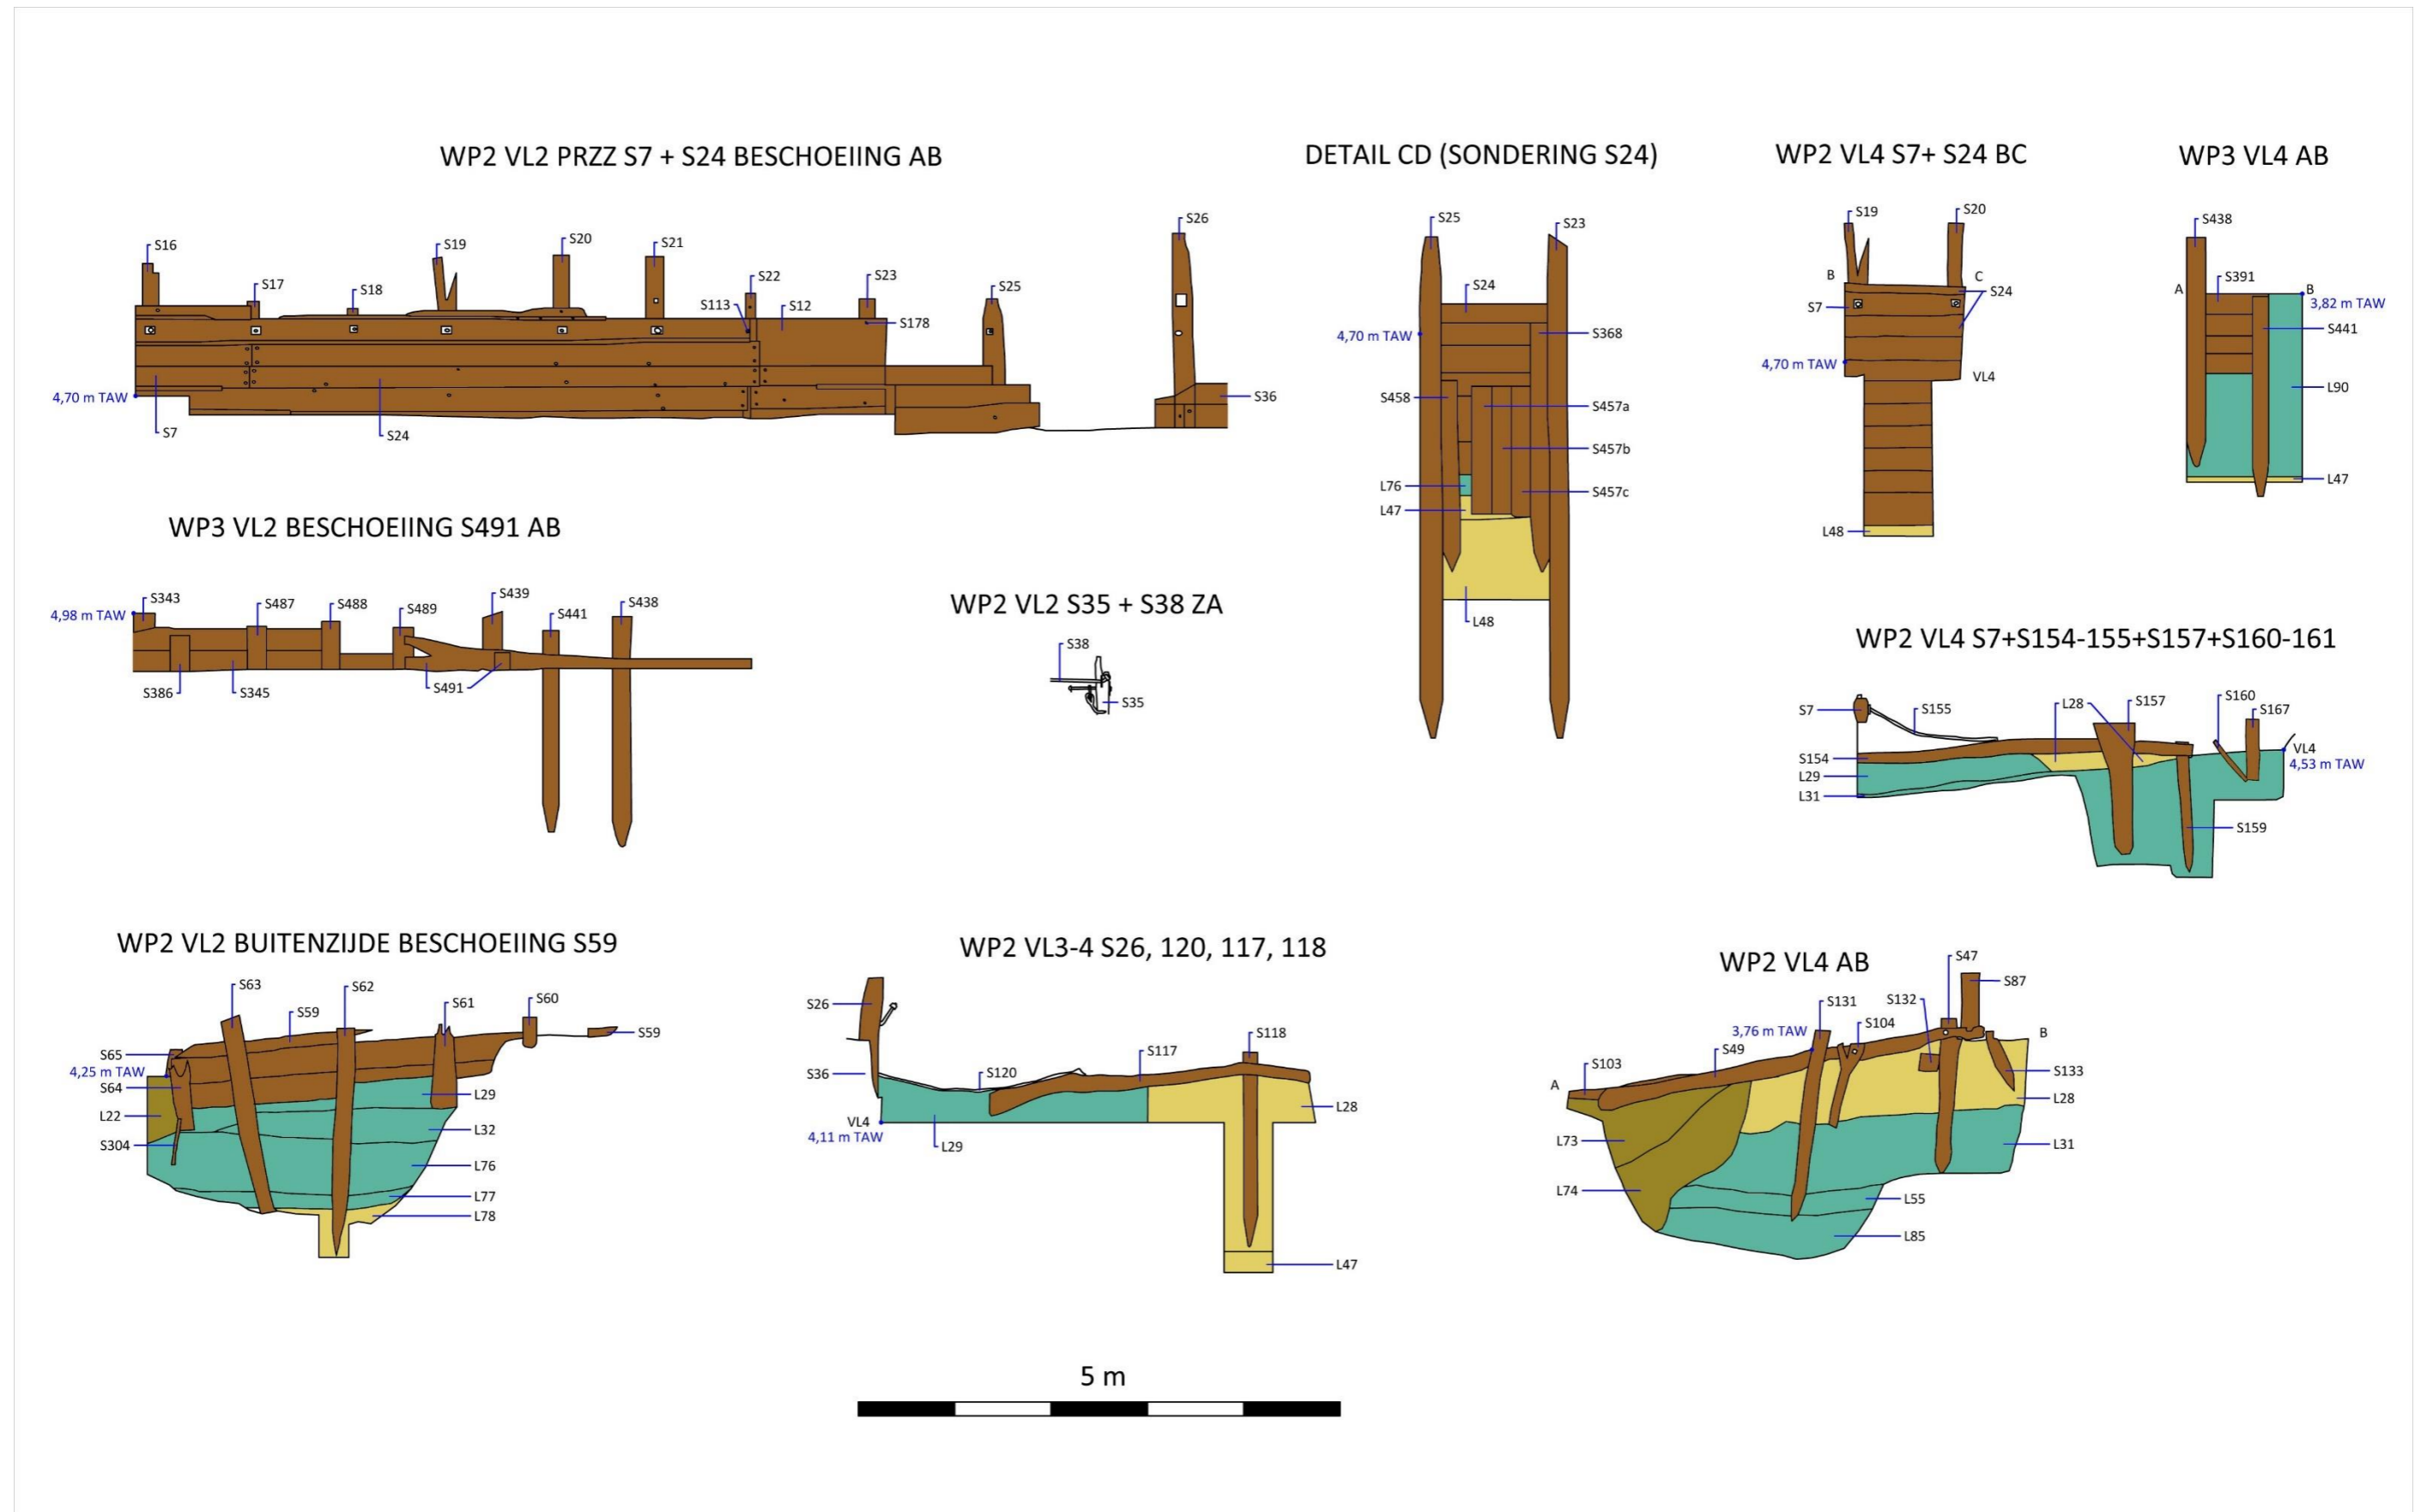 WP2 VL2 PRZZ S7 + S24 BESCHOEIING AB
S16
S17
S18
S19
S20
S21
S22
S113
S12
S23
S178
S25
S26
S36
4,70 m TAW
S7
S24
DETAIL CD (SONDERING S24)
S25
S23
S24
4,70 m TAW
S368
S458
S457a
S457b
S457c
L76
L47
L48
WP2 VL4 S7+ S24 BC
S19
S20
B
C
S7
S24
4,70 m TAW
VL4
L48
WP3 VL4 AB
S438
S391
A
B
3,82 m TAW
S441
L90
L47
WP3 VL2 BESCHOEIING S491 AB
4,98 m TAW
S343
S487
S488
S489
S439
S441
S438
S386
S345
S491
WP2 VL2 S35 + S38 ZA
S38
S35
WP2 VL4 S7+S154-155+S157+S160-161
S7
S155
L28
S157
S160
S167
S154
L29
L31
VL4
4,53 m TAW
S159
WP2 VL2 BUITENZIJDE BESCHOEIING S59
S63
S59
S62
S61
S60
S59
S65
4,25 m TAW
S64
L22
S304
L29
L32
L76
L77
L78
WP2 VL3-4 S26, 120, 117, 118
S26
S36
S120
S117
S118
VL4
4,11 m TAW
L29
L28
L47
WP2 VL4 AB
S47
S87
S132
S131
3,76 m TAW
S104
S49
S103
A
B
S133
L28
L73
L31
L74
L55
L85
5 m